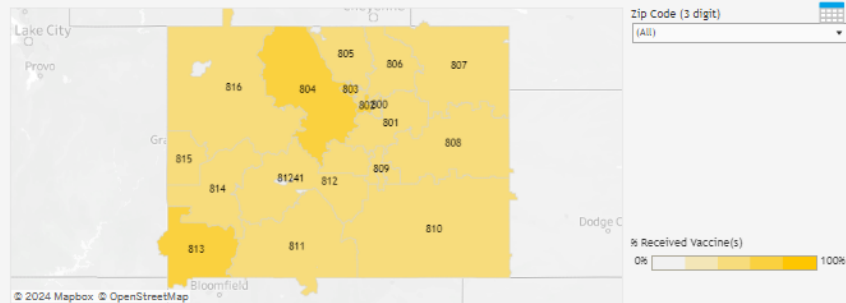 Lake City
Provo
Zip Code (3 digit)
(All)
805
806
807
816
804
803
802
800
801
808
815
809
81241
812
814
810
Dodge C
813
811
% Received Vaccine(s)
0%
100%
Bloomfield
© 2024 Mapbox © OpenStreetMap